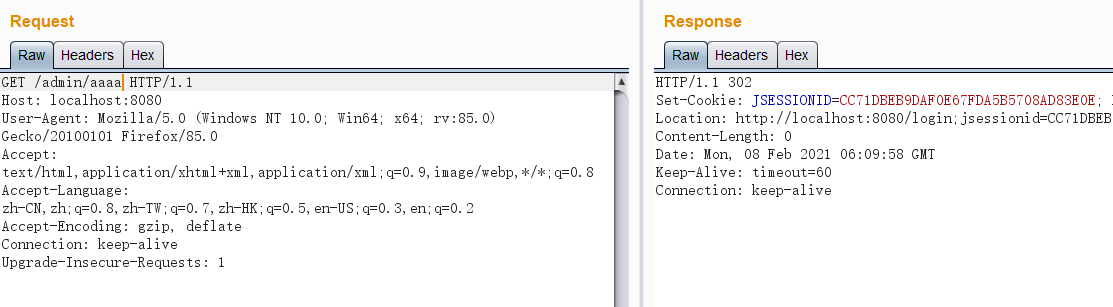 Request
Raw Headers Hex
GET /admin/aaaa HTTP/1.1
Host: localhost:8080
User-Agent: Mozilla/5.0 (Windows NT 10.0; Win64; x64; rv:85.0)
Gecko/20100101 Firefox/85.0
Accept:
text/html,application/xhtml+xml,application/xml;q=0.9,image/webp,*/*;q=0.8
Accept-Language:
zh-CN,zh;q=0.8,zh-TW;q=0.7,zh-HK;q=0.5,en-US;q=0.3,en;q=0.2
Accept-Encoding: gzip, deflate
Connection: keep-alive
Upgrade-Insecure-Requests: 1
Response
Raw Headers Hex
HTTP/1.1 302
Set-Cookie: JSESSIONID=CC71DBEB9DAF0E67FDA5B5708AD83E0E;
Location: http://localhost:8080/login;jsessionid=CC71DBEB
Content-Length: 0
Date: Mon, 08 Feb 2021 06:09:58 GMT
Keep-Alive: timeout=60
Connection: keep-alive